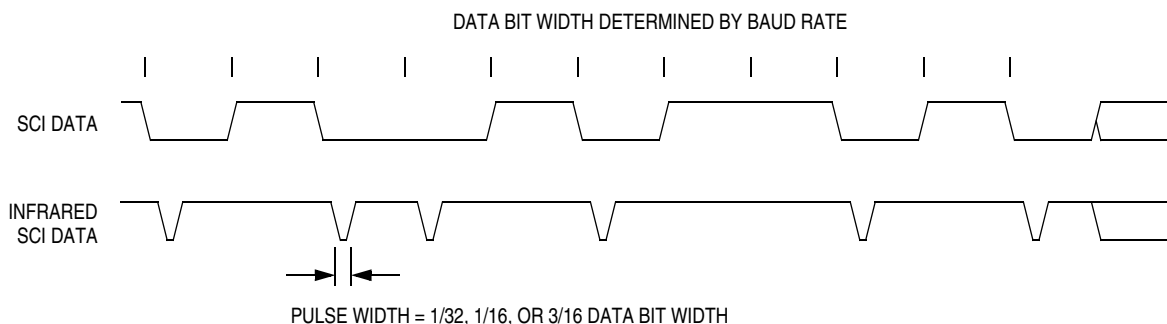 DATA BIT WIDTH DETERMINED BY BAUD RATE
SCI DATA
INFRARED
SCI DATA
PULSE WIDTH = 1/32, 1/16, OR 3/16 DATA BIT WIDTH